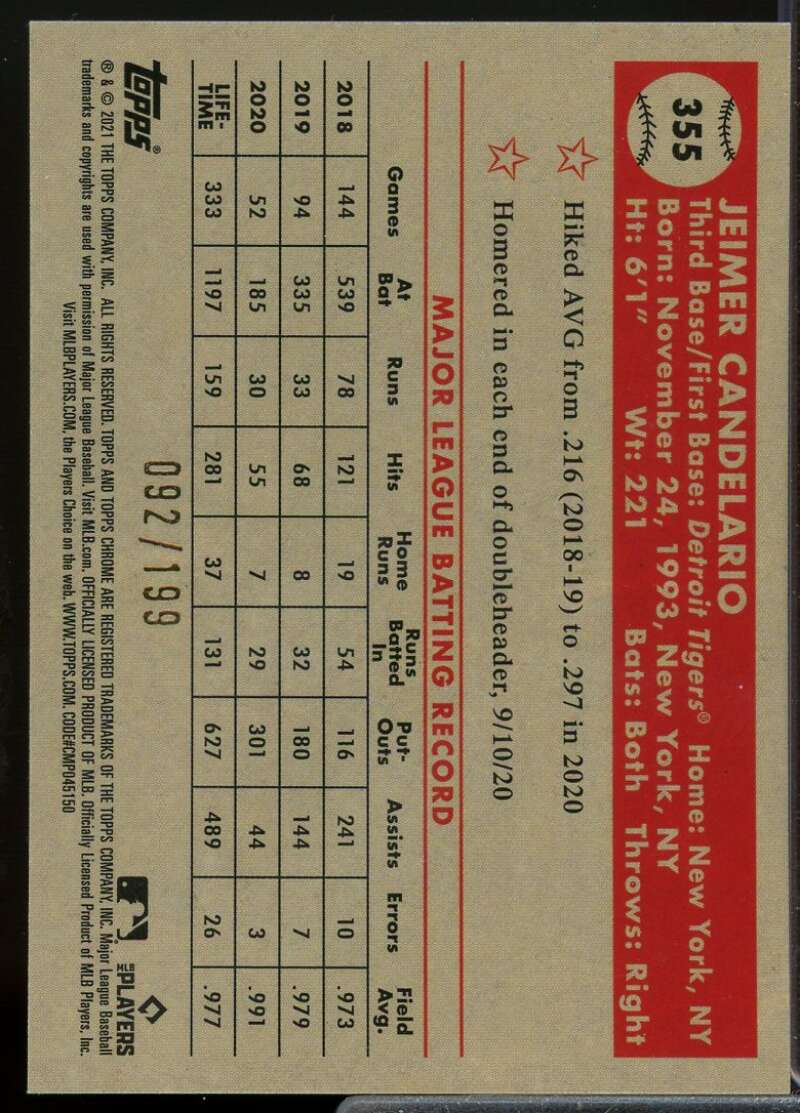 355
JEIMER CANDELARIO
Third Base/First Base: Detroit Tigers® Home: New York, NY
Born: November 24, 1993, New York, NY
Ht: 6'1" Wt: 221 Bats: Both Throws: Right
Hiked AVG from .216 (2018-19) to .297 in 2020
Homered in each end of doubleheader, 9/10/20
MAJOR LEAGUE BATTING RECORD
Games At Bat Runs Hits Home Runs Runs Batted In Put-Outs Assists Errors Field Avg.
2018 144 539 78 121 19 54 116 241 10 .973
2019 94 335 33 68 8 32 180 144 7 .979
2020 52 185 30 55 7 29 301 44 3 .991
LIFE-TIME 333 1197 159 281 37 131 627 489 26 .977
092/199
topps®
MLB PLAYERS
® & © 2021 THE TOPPS COMPANY, INC. ALL RIGHTS RESERVED. TOPPS AND TOPPS CHROME ARE REGISTERED TRADEMARKS OF THE TOPPS COMPANY, INC. Major League Baseball
trademarks and copyrights are used with permission of Major League Baseball. Visit MLB.com. OFFICIALLY LICENSED PRODUCT OF MLB. Officially Licensed Product of MLB Players, Inc.
Visit MLBPLAYERS.COM, the Players Choice on the web. WWW.TOPPS.COM. CODE#CMP045150